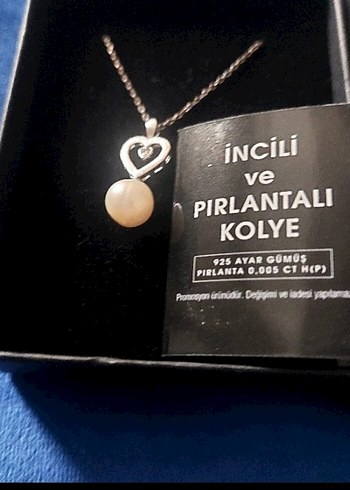 İNCİLİ
ve
PIRLANTALI
KOLYE
925 AYAR GÜMÜŞ
PIRLANTA 0,005 CT H(P)
Promosyon ürünüdür. Değişimi ve iadesi yapılamaz.